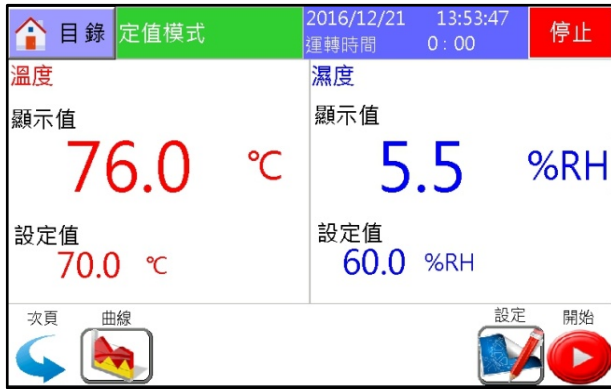 目錄
定值模式
2016/12/21 13:53:47
運轉時間 0:00
停止
溫度
顯示值
76.0 ℃
設定值
70.0 ℃
濕度
顯示值
5.5 %RH
設定值
60.0 %RH
次頁
曲線
設定
開始